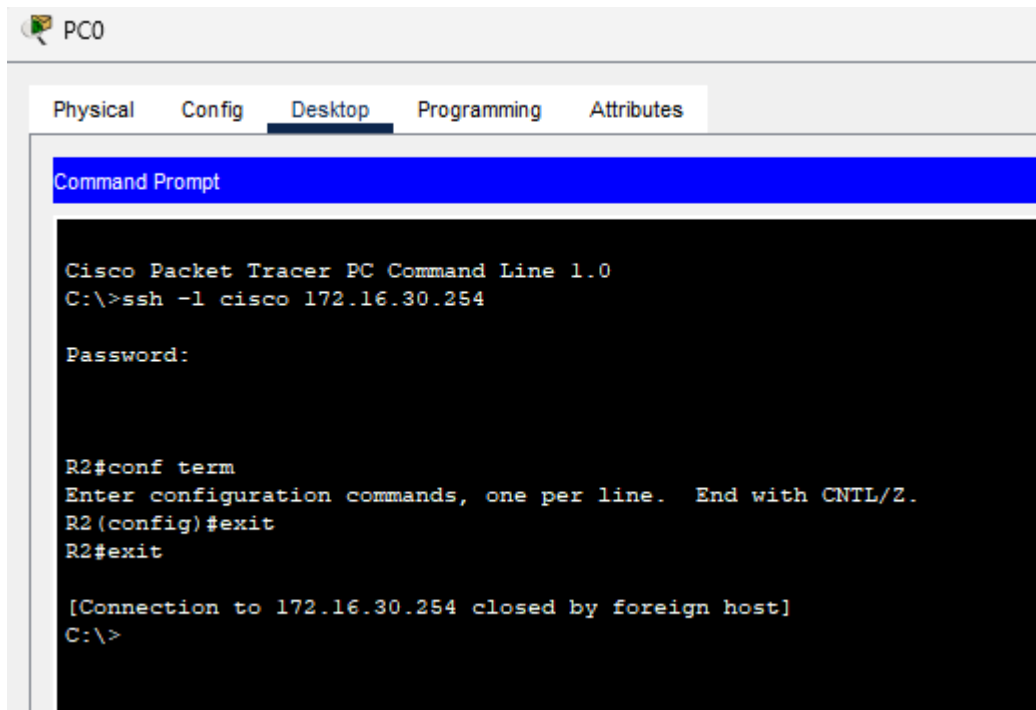 PC0
Physical Config Desktop Programming Attributes
Command Prompt
Cisco Packet Tracer PC Command Line 1.0
C:\>ssh -l cisco 172.16.30.254
Password:
R2#conf term
Enter configuration commands, one per line.  End with CNTL/Z.
R2(config)#exit
R2#exit
[Connection to 172.16.30.254 closed by foreign host]
C:\>